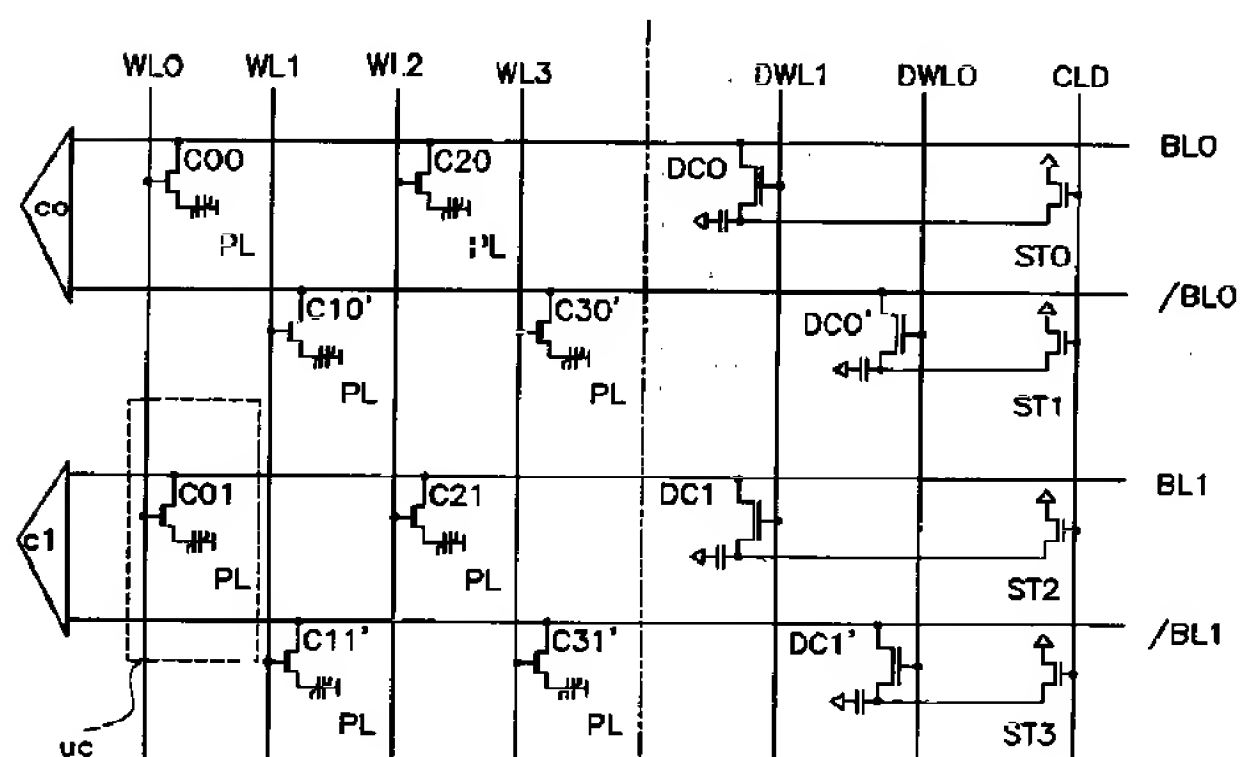 WL0 WL1 WL2 WL3 DWL1 DWL0 CLD
BL0
C00 C20 DC0
co
PL PL ST0
/BL0
C10' C30' DC0'
PL PL ST1
BL1
C01 C21 DC1
c1
PL PL ST2
/BL1
C11' C31' DC1'
PL PL ST3
uc